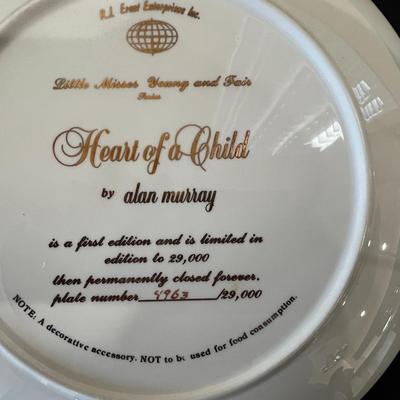 R.J. Ernst Enterprises Inc.
Little Misses Young and Fair
Series
Heart of a Child
by alan murray
is a first edition and is limited in
edition to 29,000
then permanently closed forever.
plate number 4963 /29,000
NOTE: A decorative accessory. NOT to be used for food consumption.